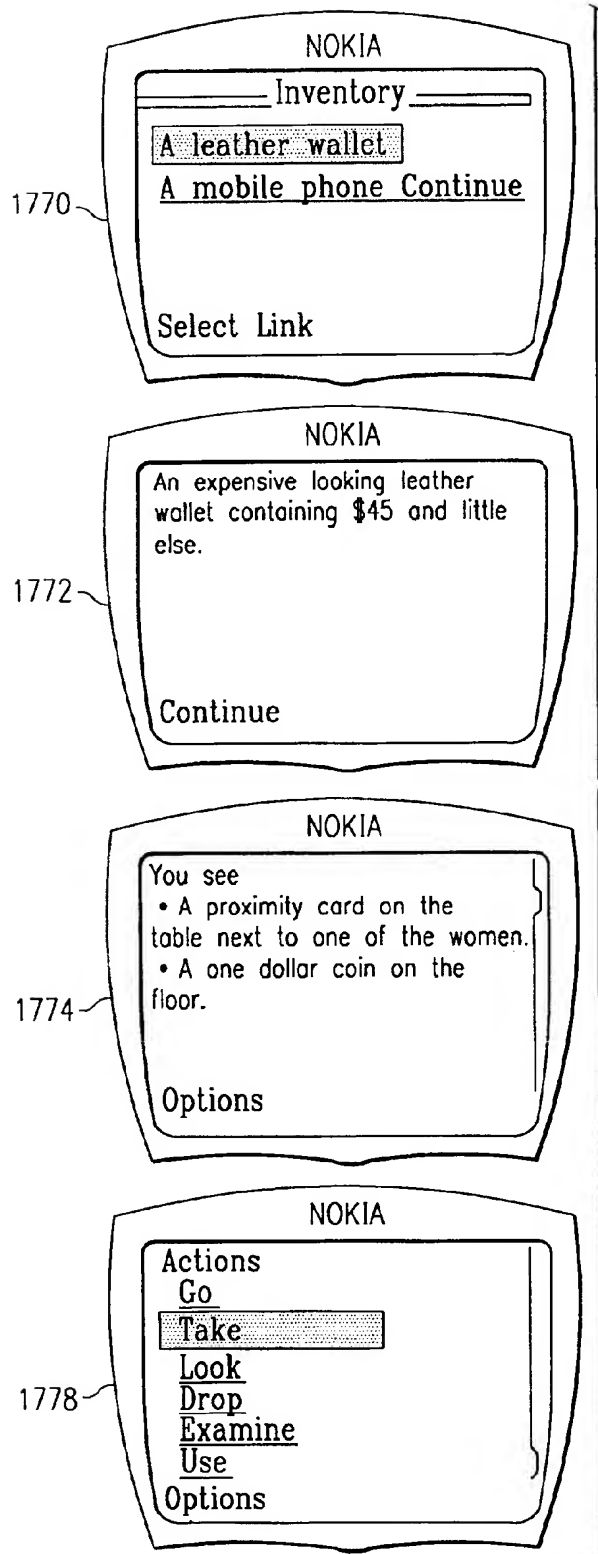 NOKIA
Inventory
A leather wallet
A mobile phone Continue
1770
Select Link
NOKIA
An expensive looking leather
wallet containing $45 and little
else.
1772
Continue
NOKIA
You see
• A proximity card on the
table next to one of the women.
• A one dollar coin on the
floor.
1774
Options
NOKIA
Actions
Go
Take
Look
1778
Drop
Examine
Use
Options